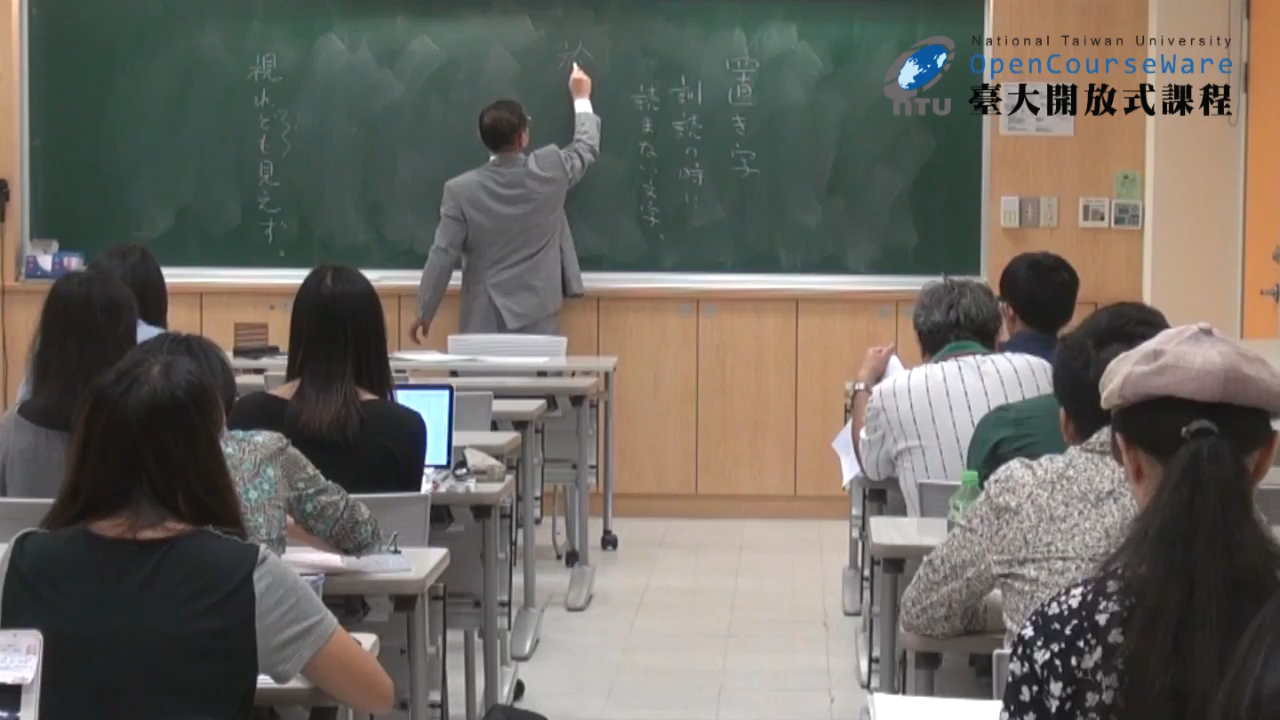 National Taiwan University
OpenCourseWare
臺大開放式課程
NTU
置き字
訓読の時に
読まない文字、
於
視れども見えず。